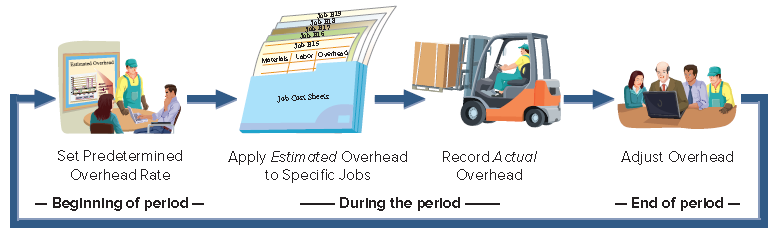 Estimated Overhead
Job B19
Job B18
Job B17
Job B16
Job B15
Materials Labor Overhead
Job Cost Sheets
Set Predetermined
Overhead Rate
Apply Estimated Overhead
to Specific Jobs
Record Actual
Overhead
Adjust Overhead
— Beginning of period —
—— During the period ——
— End of period —